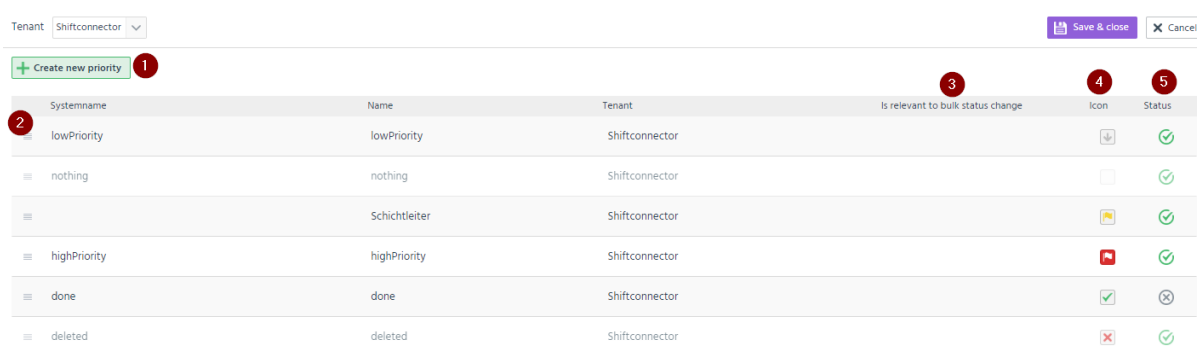 Tenant Shiftconnector Save & close Cancel
Create new priority 1
3 4 5
Systemname Name Tenant Is relevant to bulk status change Icon Status
2
lowPriority lowPriority Shiftconnector
nothing nothing Shiftconnector
Schichtleiter Shiftconnector
highPriority highPriority Shiftconnector
done done Shiftconnector
deleted deleted Shiftconnector